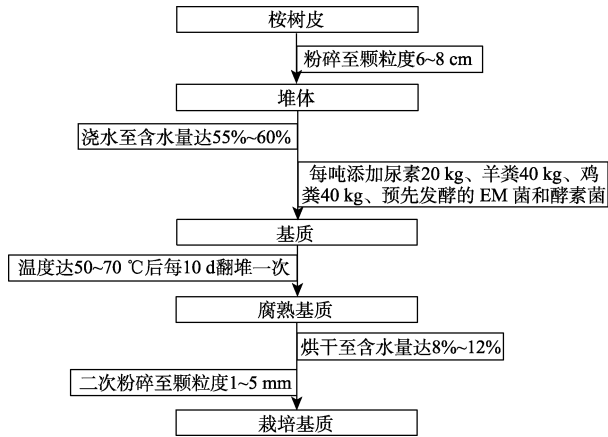 桉树皮
粉碎至颗粒度6~8 cm
堆体
浇水至含水量达55%~60%
每吨添加尿素20 kg、羊粪40 kg、鸡
粪40 kg、预先发酵的 EM 菌和酵素菌
基质
温度达50~70 ℃后每10 d翻堆一次
腐熟基质
烘干至含水量达8%~12%
二次粉碎至颗粒度1~5 mm
栽培基质